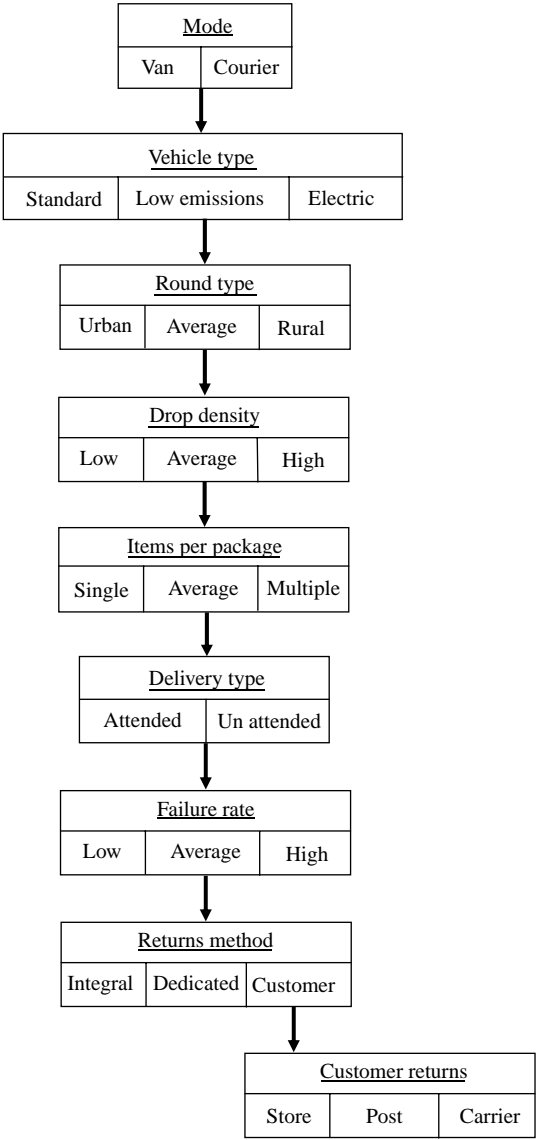 Mode
Van Courier
Vehicle type
Standard Low emissions Electric
Round type
Urban Average Rural
Drop density
Low Average High
Items per package
Single Average Multiple
Delivery type
Attended Un attended
Failure rate
Low Average High
Returns method
Integral Dedicated Customer
Customer returns
Store Post Carrier